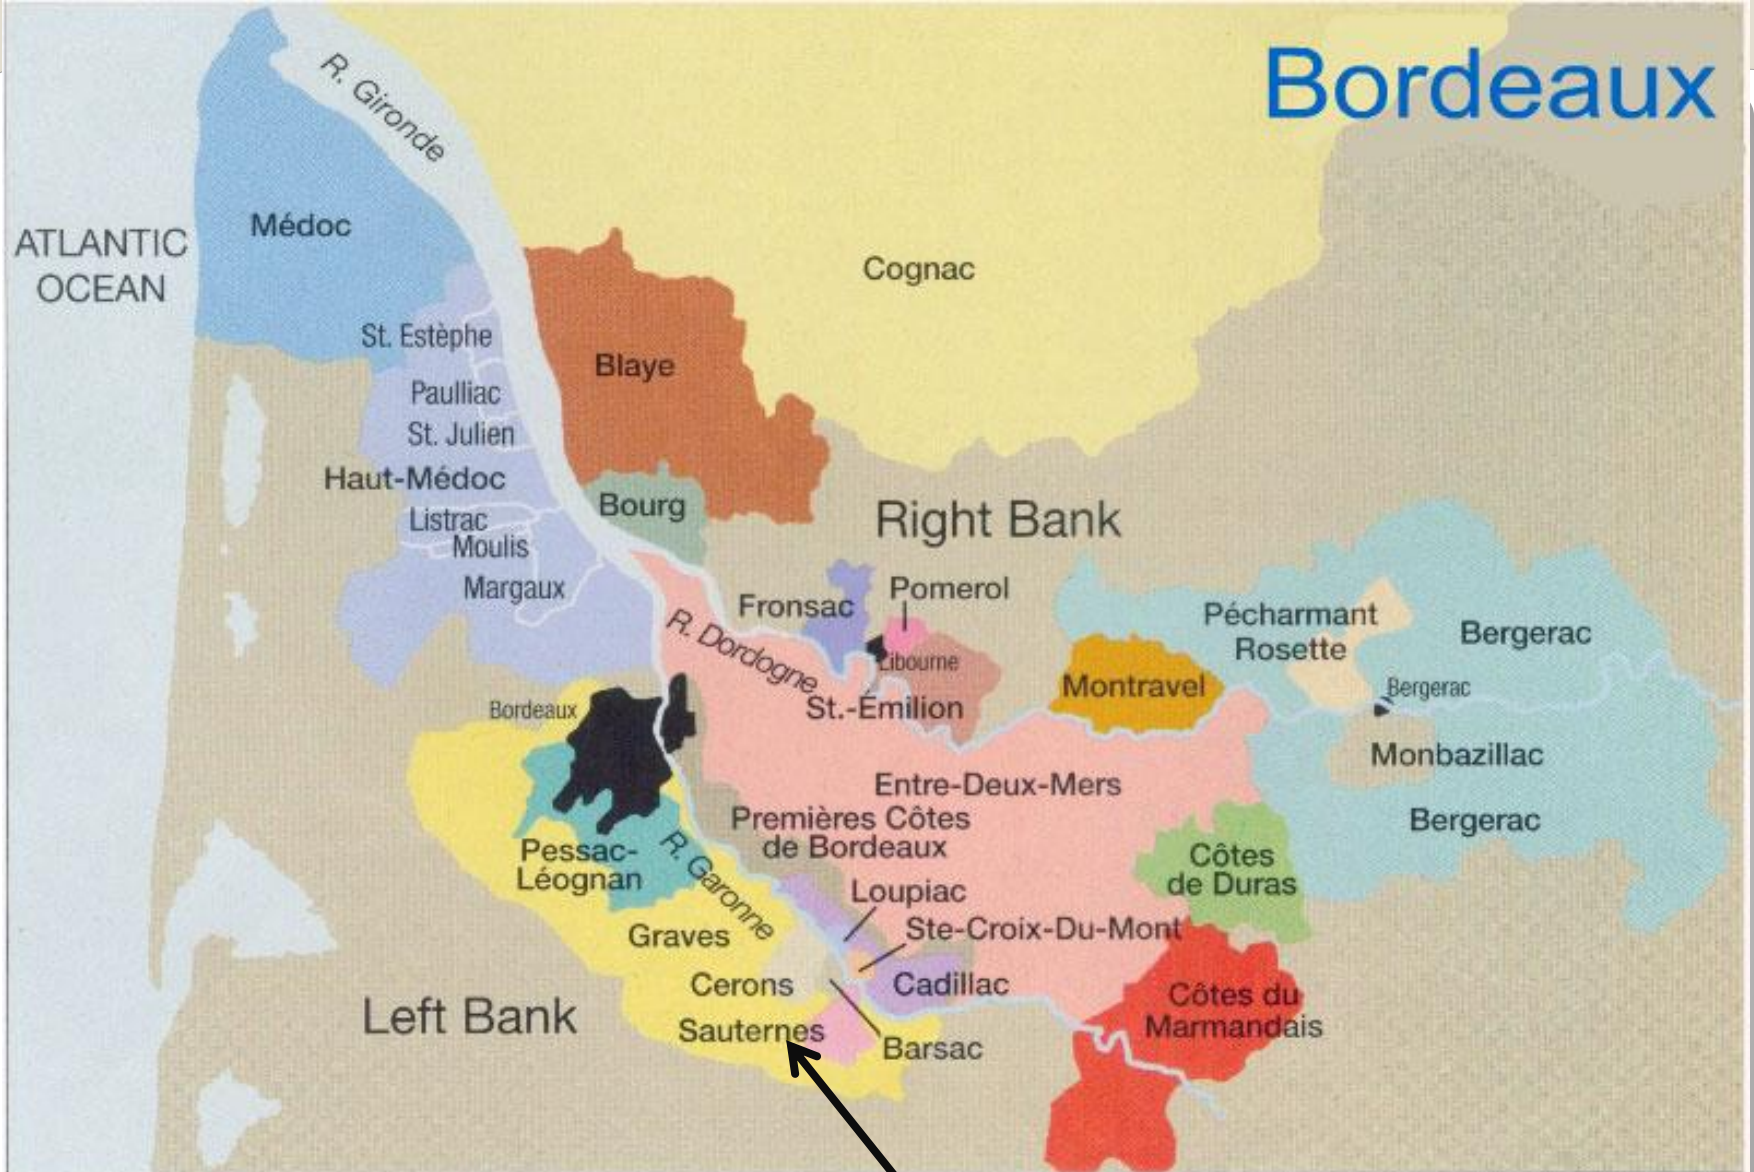 Bordeaux
R. Gironde
ATLANTIC
OCEAN
Médoc
Cognac
St. Estèphe
Blaye
Paulliac
St. Julien
Haut-Médoc
Bourg
Listrac
Moulis
Margaux
Right Bank
Fronsac
Pomerol
Libourne
R. Dordogne
St.-Émilion
Montravel
Pécharmant
Rosette
Bergerac
Bergerac
Monbazillac
Bergerac
Bordeaux
Entre-Deux-Mers
Premières Côtes
de Bordeaux
Pessac-
Léognan
R. Garonne
Côtes
de Duras
Loupiac
Ste-Croix-Du-Mont
Graves
Cerons
Cadillac
Left Bank
Sauternes
Barsac
Côtes du
Marmandais